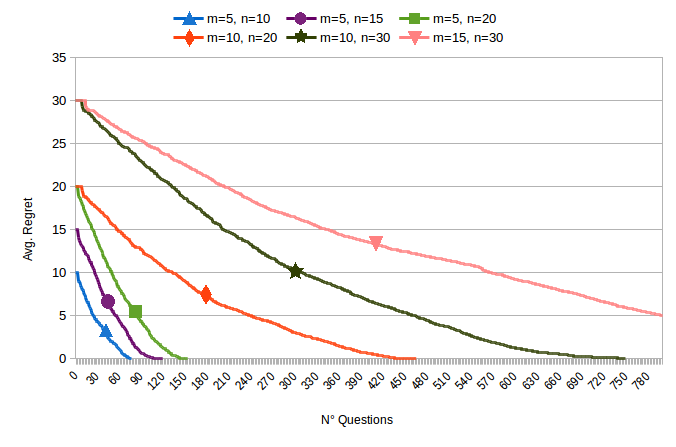 m=5, n=10 m=5, n=15 m=5, n=20
m=10, n=20 m=10, n=30 m=15, n=30
35
30
25
20
15
10
5
0
Avg. Regret
0 30 60 90 120 150 180 210 240 270 300 330 360 390 420 450 480 510 540 570 600 630 660 690 720 750 780
N° Questions